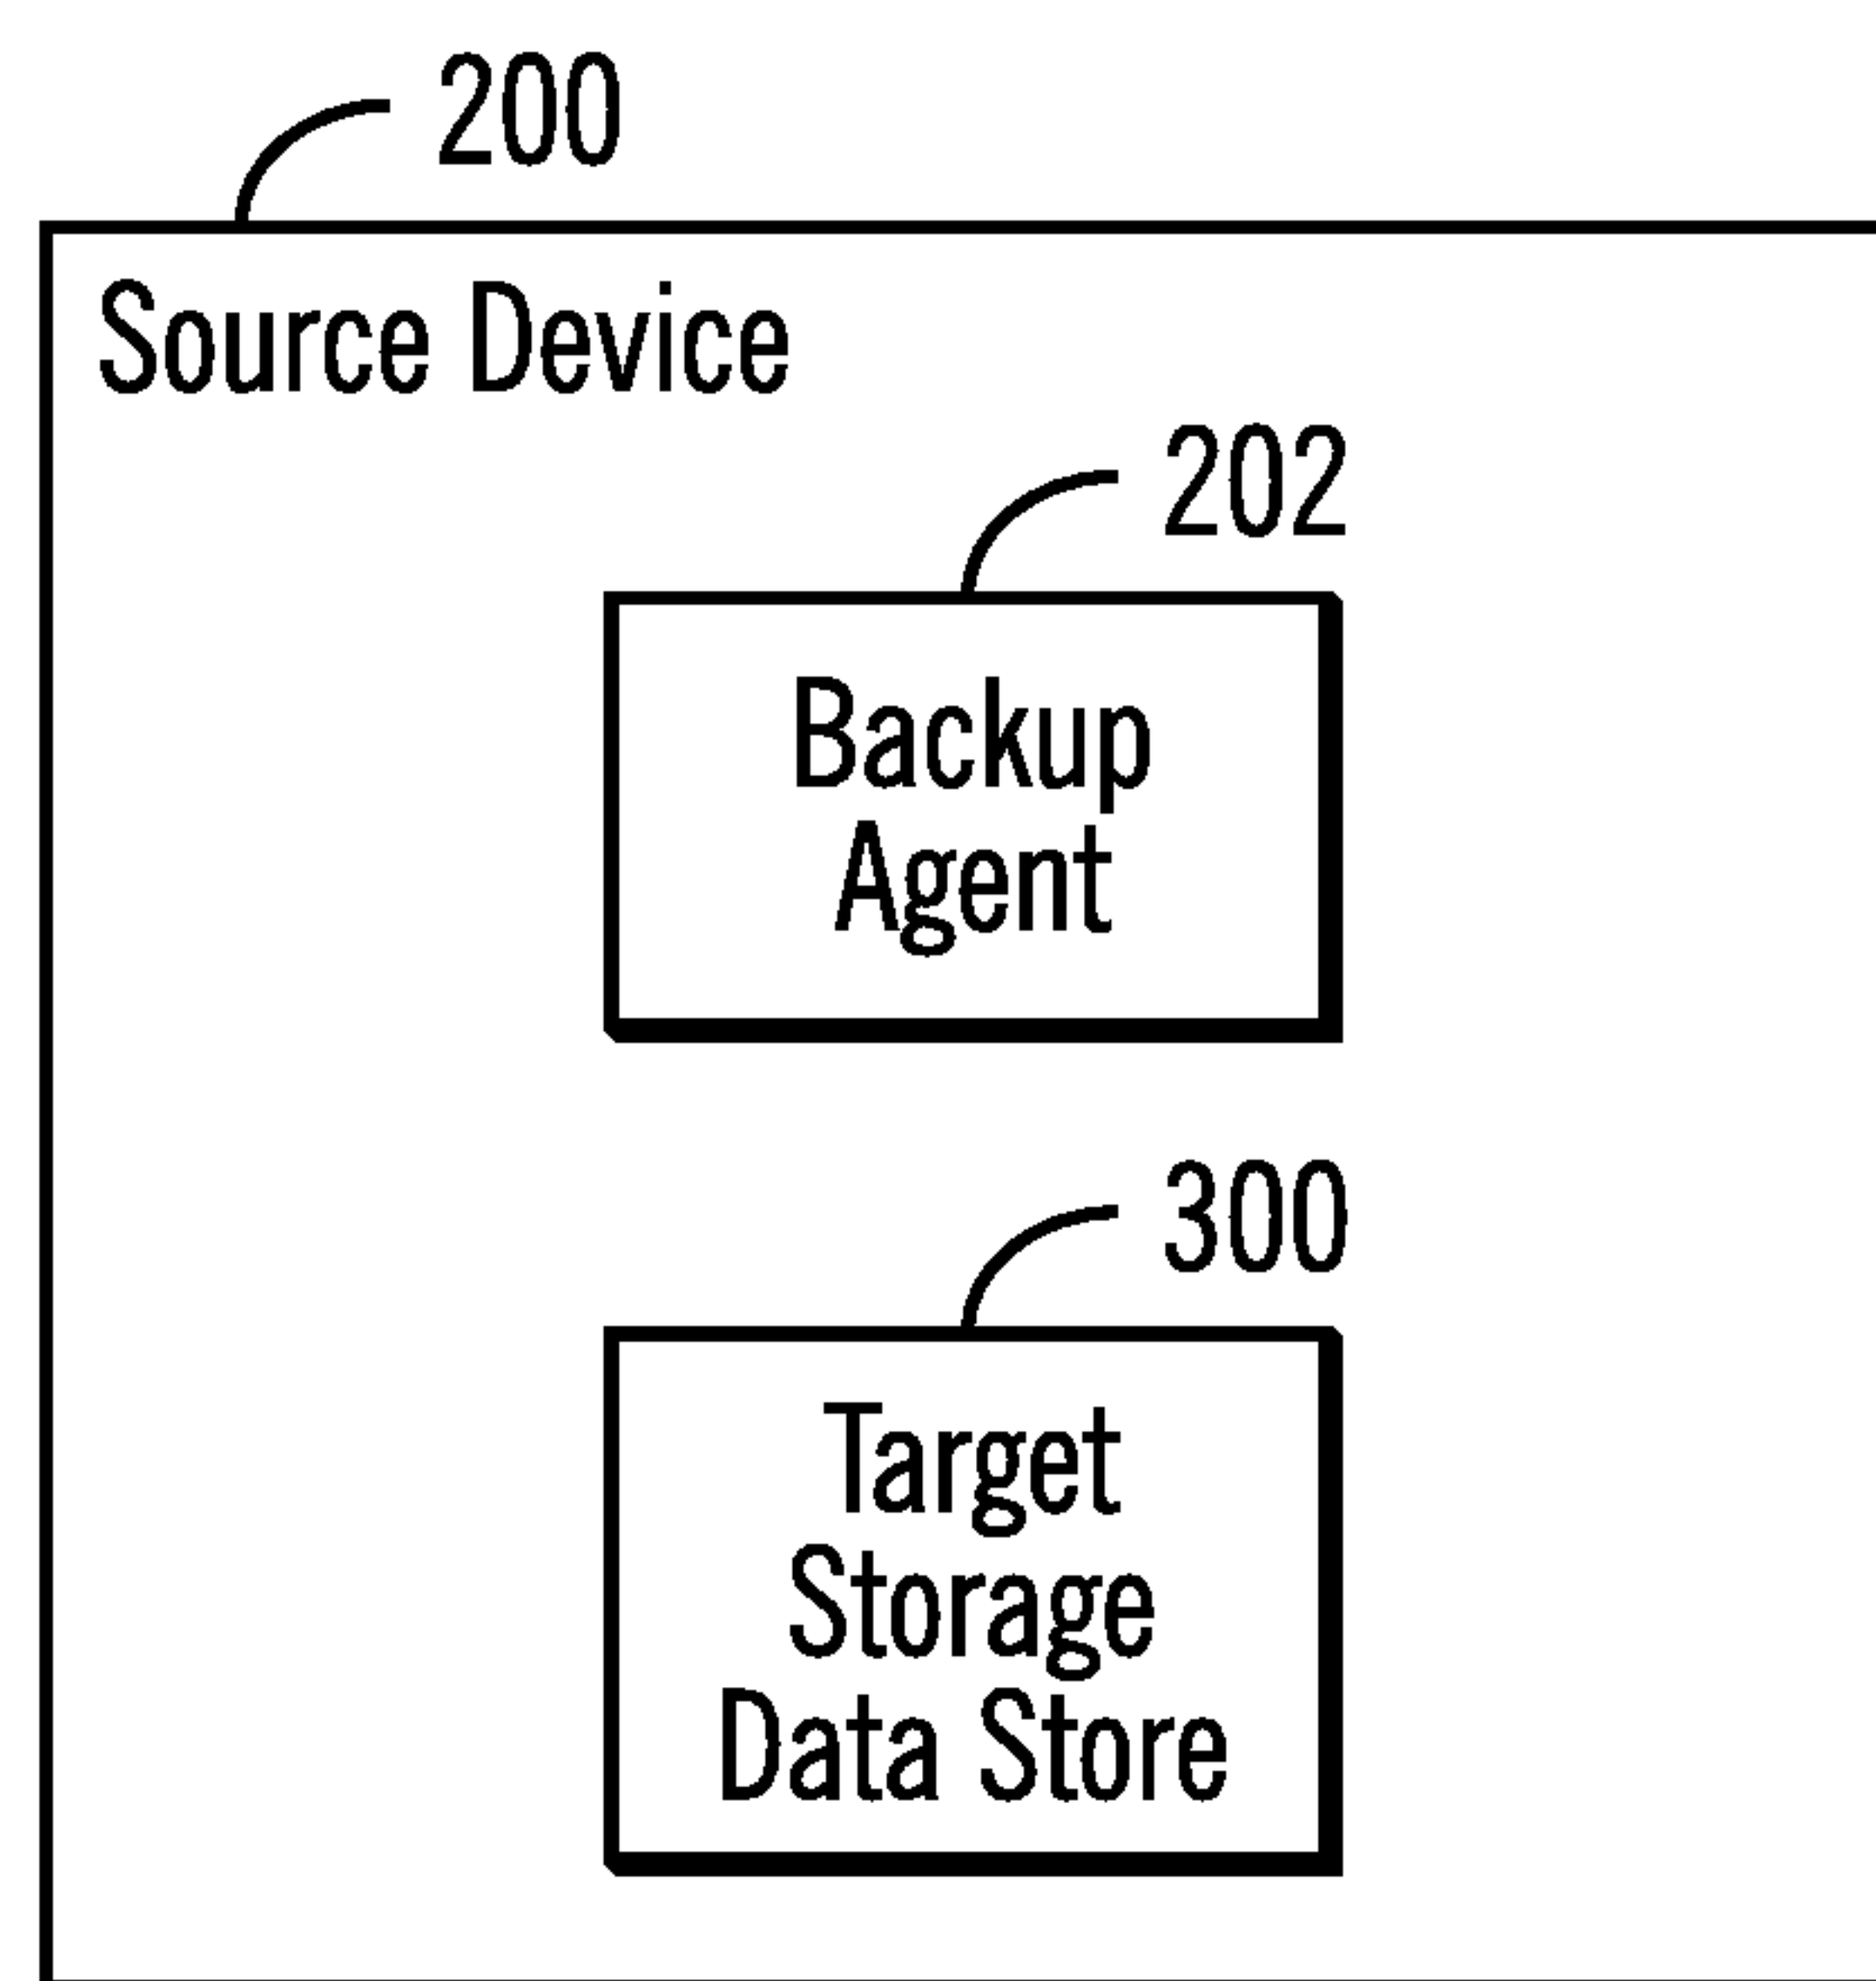 200
Source Device
202
Backup
Agent
300
Target
Storage
Data Store